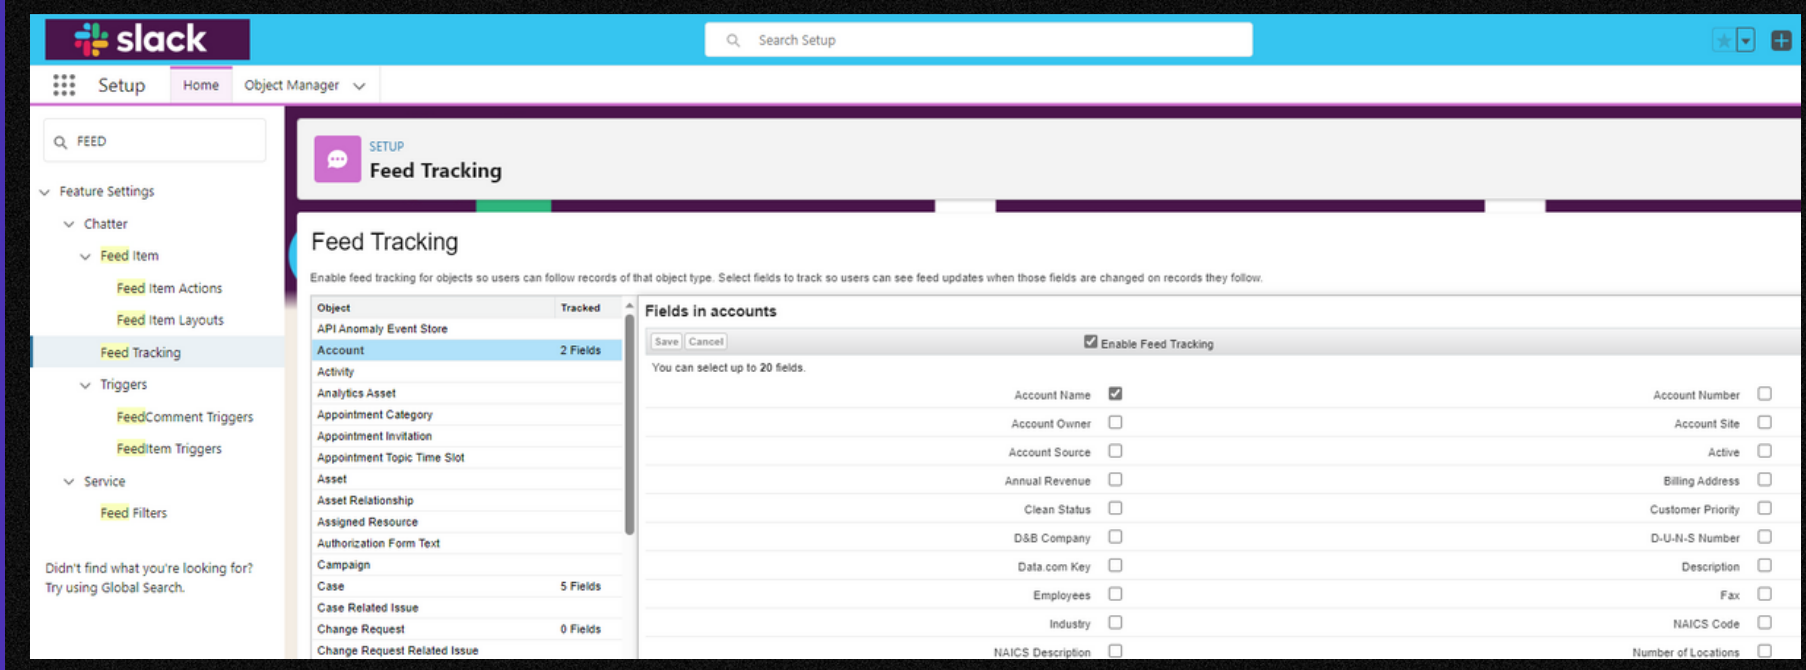 slack
Search Setup
Setup
Home
Object Manager
FEED
Feature Settings
Chatter
Feed Item
Feed Item Actions
Feed Item Layouts
Feed Tracking
Triggers
FeedComment Triggers
FeedItem Triggers
Service
Feed Filters
Didn't find what you're looking for?
Try using Global Search.
SETUP
Feed Tracking
Feed Tracking
Enable feed tracking for objects so users can follow records of that object type. Select fields to track so users can see feed updates when those fields are changed on records they follow.
Object Tracked
API Anomaly Event Store
Account 2 Fields
Activity
Analytics Asset
Appointment Category
Appointment Invitation
Appointment Topic Time Slot
Asset
Asset Relationship
Assigned Resource
Authorization Form Text
Campaign
Case 5 Fields
Case Related Issue
Change Request 0 Fields
Change Request Related Issue
Fields in accounts
Save Cancel Enable Feed Tracking
You can select up to 20 fields.
Account Name Account Number
Account Owner Account Site
Account Source Active
Annual Revenue Billing Address
Clean Status Customer Priority
D&B Company D-U-N-S Number
Data.com Key Description
Employees Fax
Industry NAICS Code
NAICS Description Number of Locations